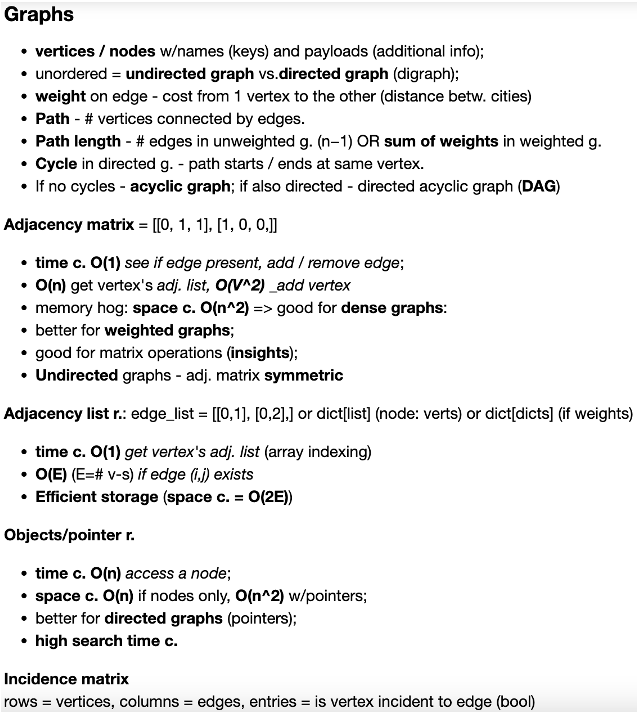 Graphs
• vertices / nodes w/names (keys) and payloads (additional info);
• unordered = undirected graph vs.directed graph (digraph);
• weight on edge - cost from 1 vertex to the other (distance betw. cities)
• Path - # vertices connected by edges.
• Path length - # edges in unweighted g. (n−1) OR sum of weights in weighted g.
• Cycle in directed g. - path starts / ends at same vertex.
• If no cycles - acyclic graph; if also directed - directed acyclic graph (DAG)
Adjacency matrix = [[0, 1, 1], [1, 0, 0,]]
• time c. O(1) see if edge present, add / remove edge;
• O(n) get vertex's adj. list, O(V^2) _add vertex
• memory hog: space c. O(n^2) => good for dense graphs:
• better for weighted graphs;
• good for matrix operations (insights);
• Undirected graphs - adj. matrix symmetric
Adjacency list r.: edge_list = [[0,1], [0,2],] or dict[list] (node: verts) or dict[dicts] (if weights)
• time c. O(1) get vertex's adj. list (array indexing)
• O(E) (E=# v-s) if edge (i,j) exists
• Efficient storage (space c. = O(2E))
Objects/pointer r.
• time c. O(n) access a node;
• space c. O(n) if nodes only, O(n^2) w/pointers;
• better for directed graphs (pointers);
• high search time c.
Incidence matrix
rows = vertices, columns = edges, entries = is vertex incident to edge (bool)